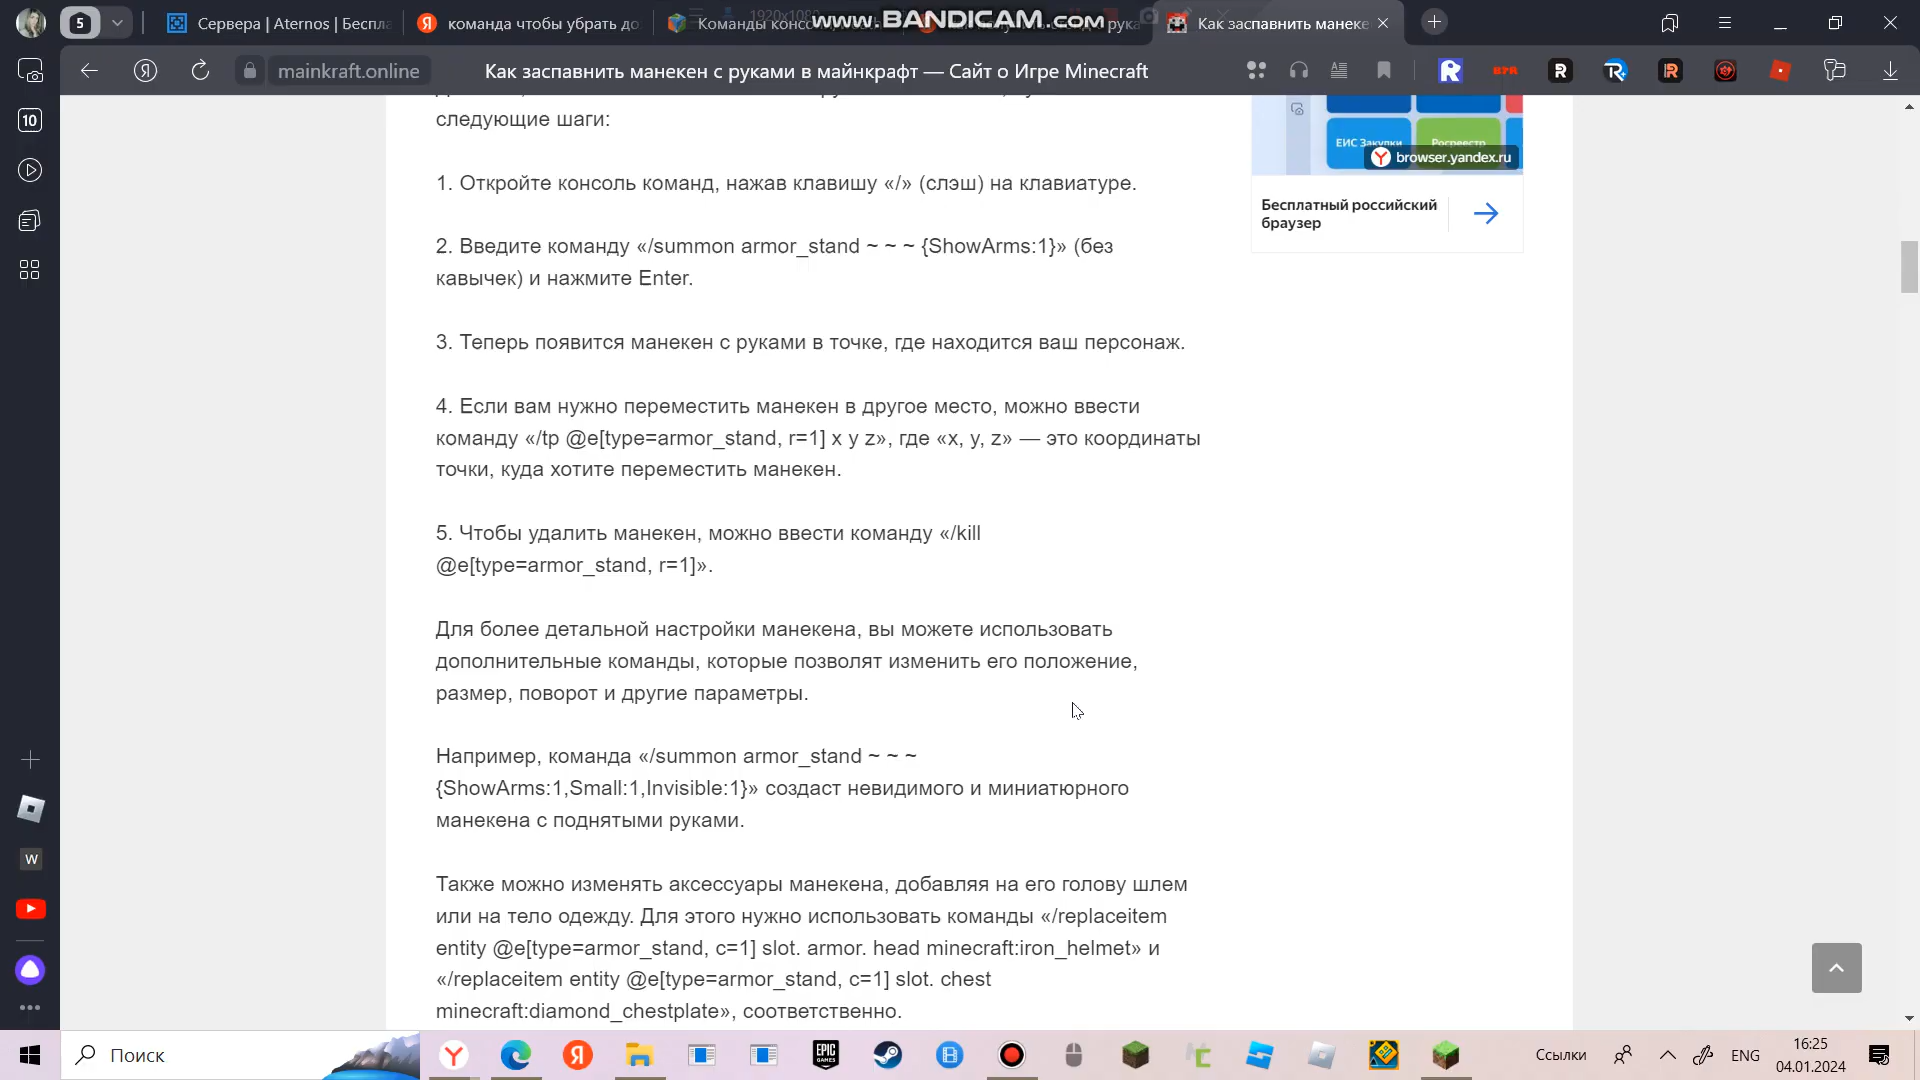 5
Сервера | Aternos | Беспла
команда чтобы убрать до
Команды конс
www.BANDICAM.com
рука
Как заспавнить манеке
mainkraft.online
Как заспавнить манекен с руками в майнкрафт — Сайт о Игре Minecraft
10
следующие шаги:
1. Откройте консоль команд, нажав клавишу «/» (слэш) на клавиатуре.
2. Введите команду «/summon armor_stand ~ ~ ~ {ShowArms:1}» (без
кавычек) и нажмите Enter.
3. Теперь появится манекен с руками в точке, где находится ваш персонаж.
4. Если вам нужно переместить манекен в другое место, можно ввести
команду «/tp @e[type=armor_stand, r=1] x y z», где «x, y, z» — это координаты
точки, куда хотите переместить манекен.
5. Чтобы удалить манекен, можно ввести команду «/kill
@e[type=armor_stand, r=1]».
Для более детальной настройки манекена, вы можете использовать
дополнительные команды, которые позволят изменить его положение,
размер, поворот и другие параметры.
Например, команда «/summon armor_stand ~ ~ ~
{ShowArms:1,Small:1,Invisible:1}» создаст невидимого и миниатюрного
манекена с поднятыми руками.
Также можно изменять аксессуары манекена, добавляя на его голову шлем
или на тело одежду. Для этого нужно использовать команды «/replaceitem
entity @e[type=armor_stand, c=1] slot. armor. head minecraft:iron_helmet» и
«/replaceitem entity @e[type=armor_stand, c=1] slot. chest
minecraft:diamond_chestplate», соответственно.
ЕИС Закупки
Росреестр
browser.yandex.ru
Бесплатный российский
браузер
W
Поиск
EPIC
GAMES
Ссылки
ENG
16:25
04.01.2024